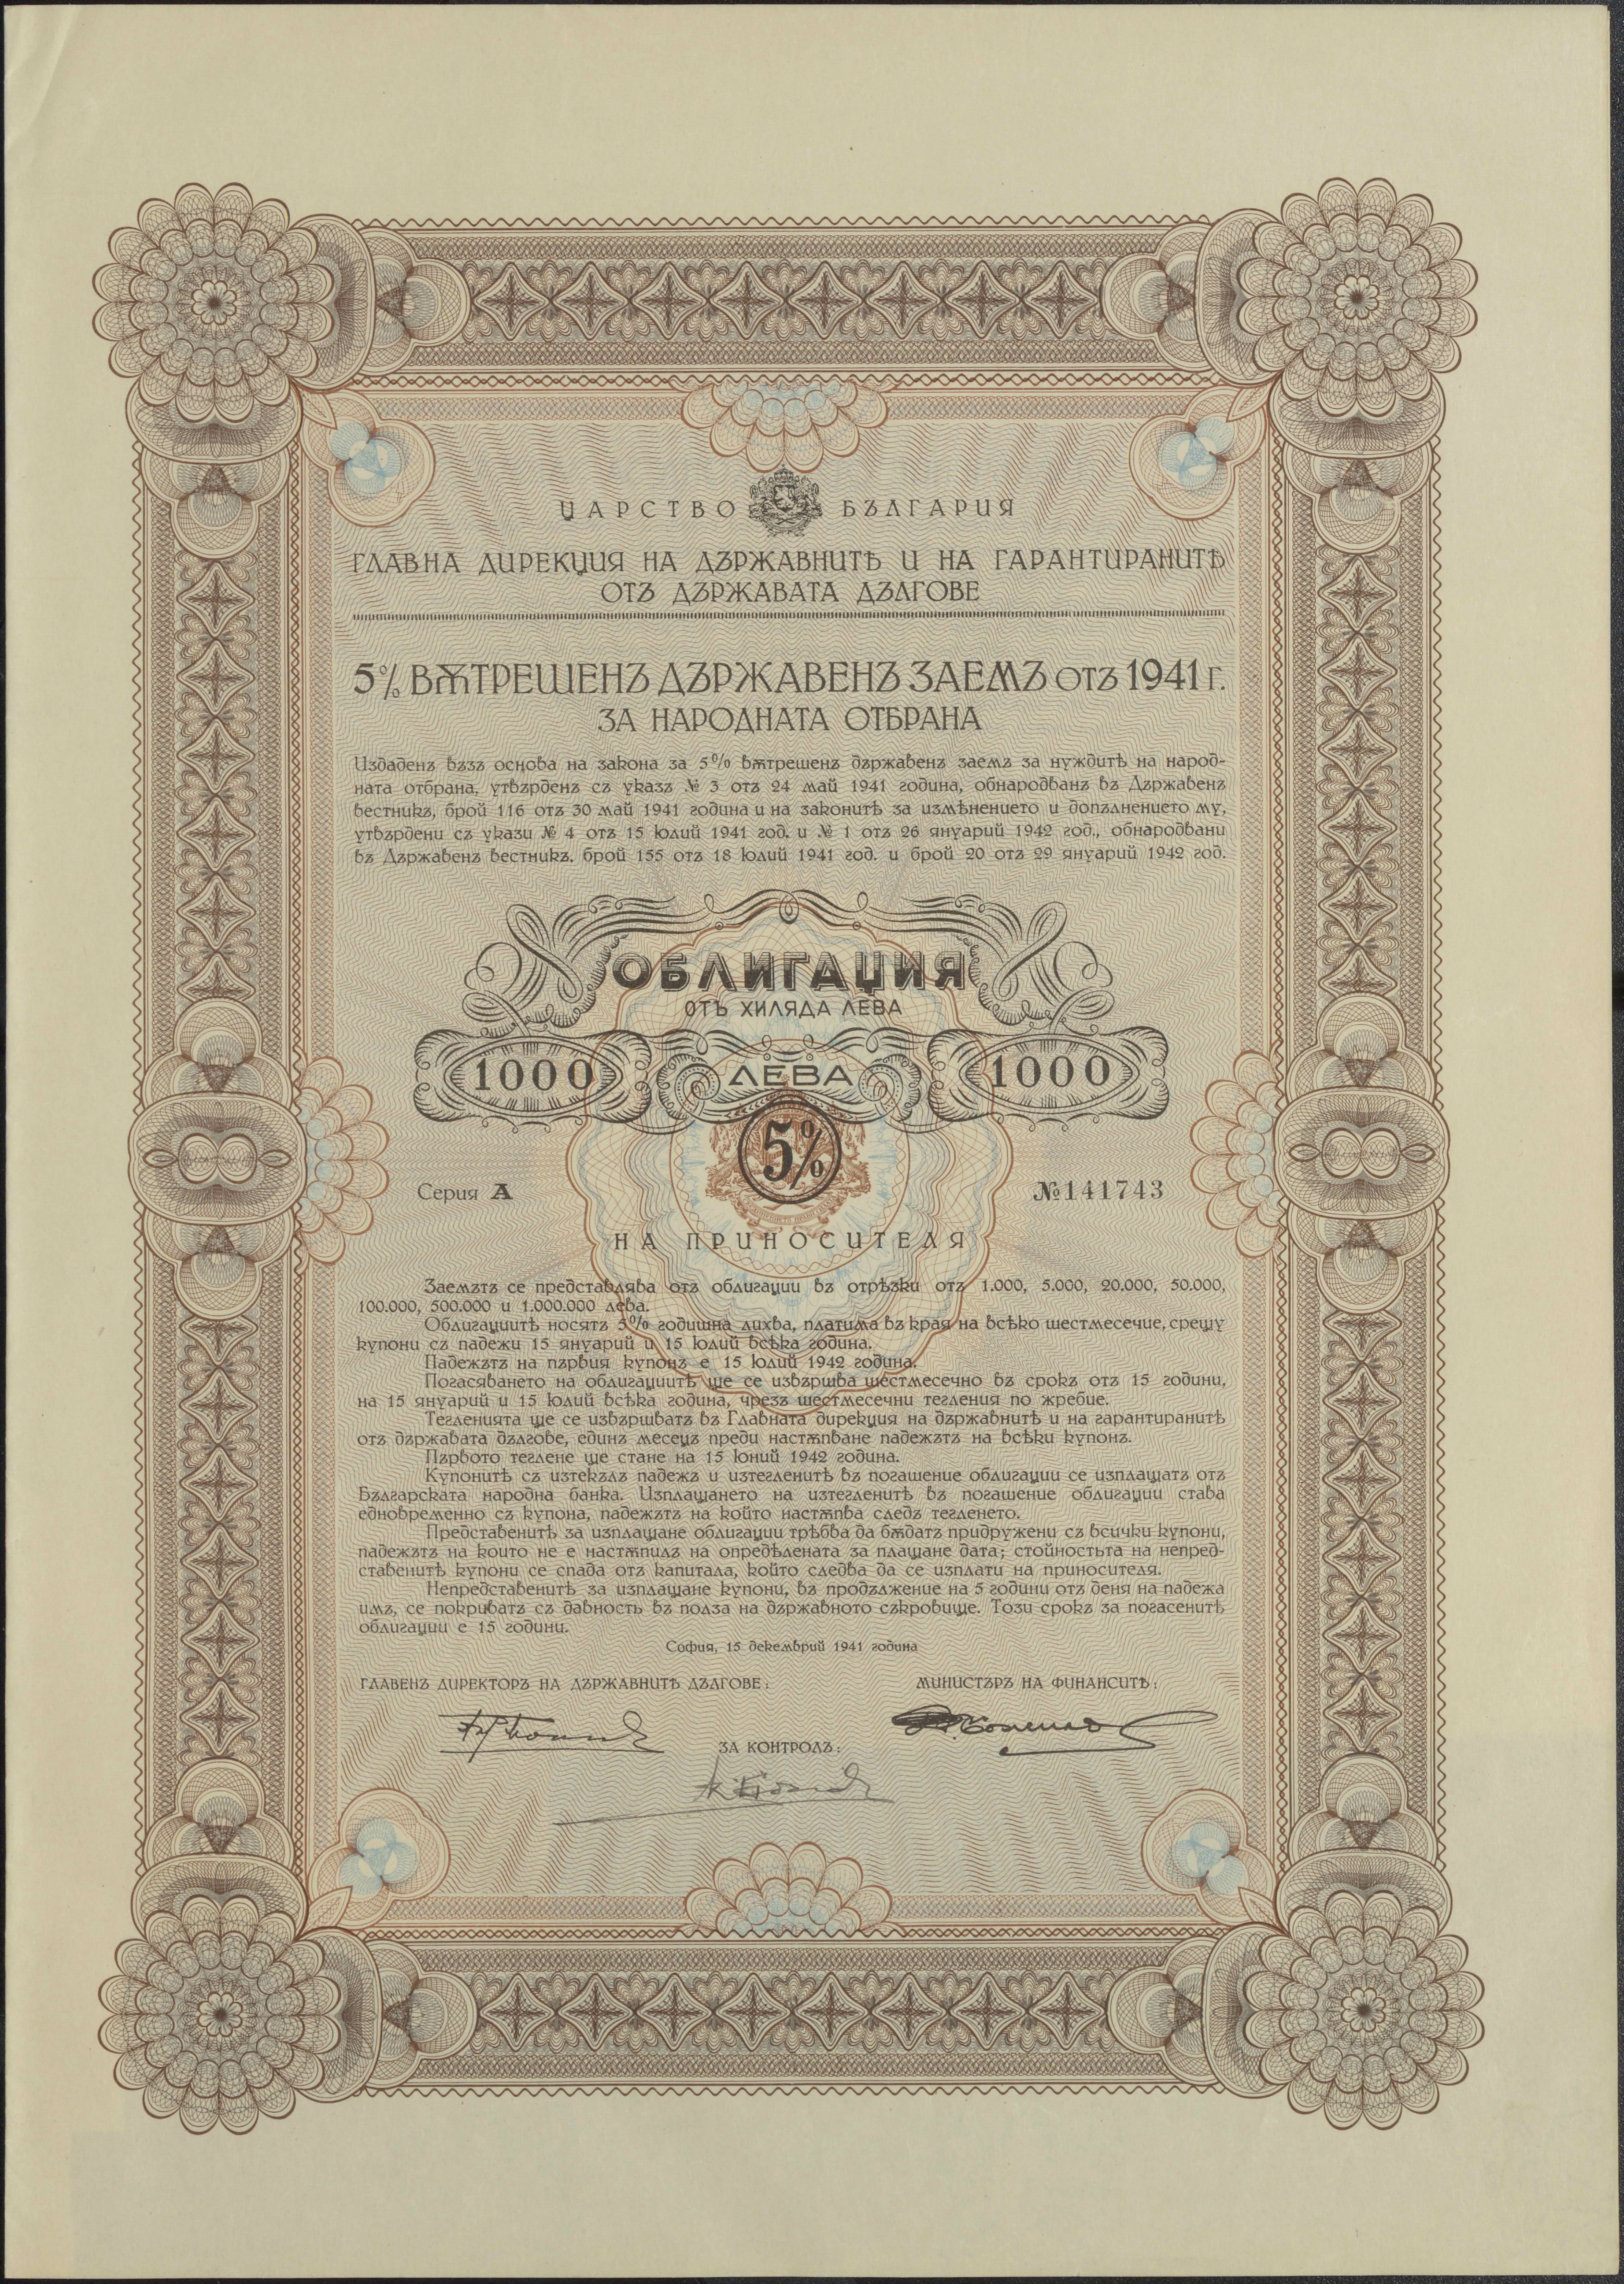 ЦАРСТВО БЪЛГАРИЯ
ГЛАВНА ДИРЕКЦИЯ НА ДЪРЖАВНИТѢ И НА ГАРАНТИРАНИТѢ
ОТЪ ДЪРЖАВАТА ДЪЛГОВЕ
5% ВѪТРЕШЕНЪ ДЪРЖАВЕНЪ ЗАЕМЪ ОТЪ 1941 Г.
ЗА НАРОДНАТА ОТБРАНА
Издаденъ възъ основа на закона за 5% вѫтрешенъ държавенъ заемъ за нуждитѣ на народ-
ната отбрана, утвърденъ съ указъ № 3 отъ 24 май 1941 година, обнародванъ въ Държавенъ
вестникъ, брой 116 отъ 30 май 1941 година и на законитѣ за измѣнението и допълнението му,
утвърдени съ укази № 4 отъ 15 юлий 1941 год. и № 1 отъ 26 януарий 1942 год., обнародвани
въ Държавенъ вестникъ, брой 155 отъ 18 юлий 1941 год. и брой 20 отъ 29 януарий 1942 год.
ОБЛИГАЦИЯ
ОТЪ ХИЛЯДА ЛЕВА
1000 ЛЕВА 1000
5%
Серия А №141743
НА ПРИНОСИТЕЛЯ
Заемътъ се представлява отъ облигации въ отрѣзки отъ 1.000, 5.000, 20.000, 50.000,
100.000, 500.000 и 1.000.000 лева.
Облигациитѣ носятъ 5% годишна лихва, платима въ края на всѣко шестмесечие, срещу
купони съ падежи 15 януарий и 15 юлий всѣка година.
Падежътъ на първия купонъ е 15 юлий 1942 година.
Погасяването на облигациитѣ ще се извършва шестмесечно въ срокъ отъ 15 години,
на 15 януарий и 15 юлий всѣка година, чрезъ шестмесечни тегления по жребие.
Тегленията ще се извършватъ въ Главната дирекция на държавнитѣ и на гарантиранитѣ
отъ държавата дългове, единъ месецъ преди настѫпване падежътъ на всѣки купонъ.
Първото теглене ще стане на 15 юний 1942 година.
Купонитѣ съ изтекълъ падежъ и изтегленитѣ въ погашение облигации се изплащатъ отъ
Българската народна банка. Изплащането на изтегленитѣ въ погашение облигации става
едновременно съ купона, падежътъ на който настѫпва следъ тегленето.
Представенитѣ за изплащане облигации трѣбва да бѫдатъ придружени съ всички купони,
падежътъ на които не е настѫпилъ на опредѣлената за плащане дата; стойностьта на непред-
ставенитѣ купони се спада отъ капитала, който следва да се изплати на приносителя.
Непредставенитѣ за изплащане купони, въ продължение на 5 години отъ деня на падежа
имъ, се покриватъ съ давность въ полза на държавното съкровище. Този срокъ за погасенитѣ
облигации е 15 години.
София, 15 декемврий 1941 година
ГЛАВЕНЪ ДИРЕКТОРЪ НА ДЪРЖАВНИТѢ ДЪЛГОВЕ: МИНИСТЪРЪ НА ФИНАНСИТѢ:
ЗА КОНТРОЛЪ: